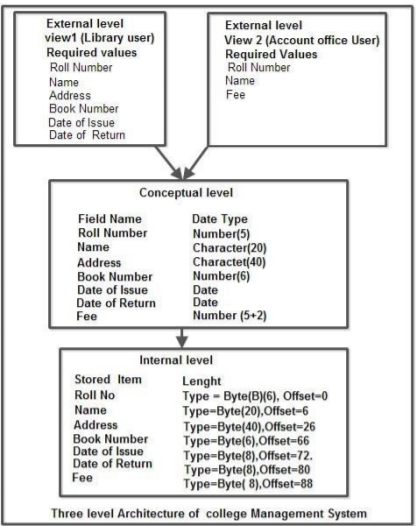 External level
view1 (Library user)
Required values
Roll Number
Name
Address
Book Number
Date of Issue
Date of Return
External level
View 2 (Account office User)
Required Values
Roll Number
Name
Fee
Conceptual level
Field Name Date Type
Roll Number Number(5)
Name Character(20)
Address Charactet(40)
Book Number Number(6)
Date of Issue Date
Date of Return Date
Fee Number (5+2)
Internal level
Stored Item Lenght
Roll No Type = Byte(B)(6), Offset=0
Name Type=Byte(20),Offset=6
Address Type=Byte(40),Offset=26
Book Number Type=Byte(6),Offset=66
Date of Issue Type=Byte(8),Offset=72.
Date of Return Type=Byte(8),Offset=80
Fee Type=Byte( 8),Offset=88
Three level Architecture of college Management System